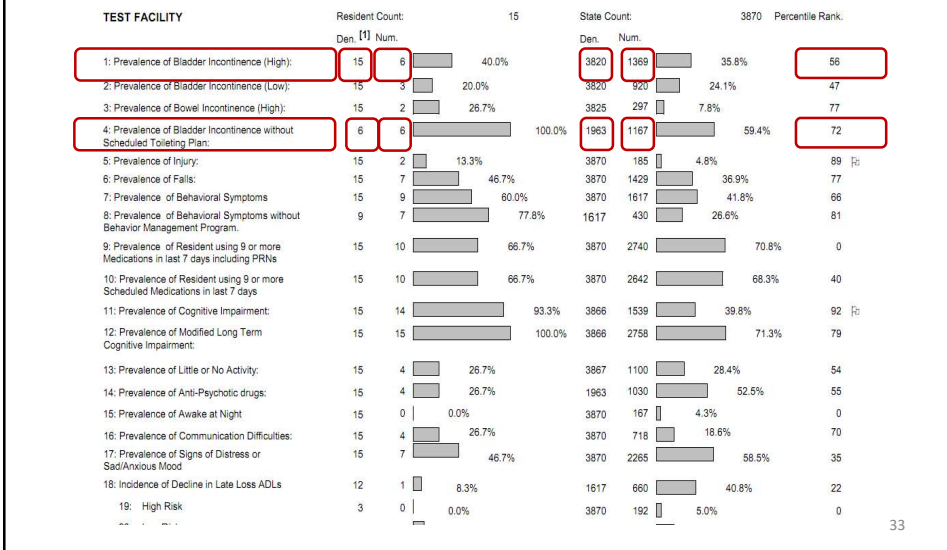 TEST FACILITY Resident Count: 15 State Count: 3870 Percentile Rank.
Den. [1] Num. Den. Num.
1: Prevalence of Bladder Incontinence (High): 15 6 40.0% 3820 1369 35.8% 56
2: Prevalence of Bladder Incontinence (Low): 15 3 20.0% 3820 920 24.1% 47
3: Prevalence of Bowel Incontinence (High): 15 2 26.7% 3825 297 7.8% 77
4: Prevalence of Bladder Incontinence without 6 6 100.0% 1963 1167 59.4% 72
Scheduled Toileting Plan:
5: Prevalence of Injury: 15 2 13.3% 3870 185 4.8% 89
6: Prevalence of Falls: 15 7 46.7% 3870 1429 36.9% 77
7: Prevalence of Behavioral Symptoms 15 9 60.0% 3870 1617 41.8% 66
8: Prevalence of Behavioral Symptoms without 9 7 77.8% 1617 430 26.6% 81
Behavior Management Program.
9: Prevalence of Resident using 9 or more 15 10 66.7% 3870 2740 70.8% 0
Medications in last 7 days including PRNs
10: Prevalence of Resident using 9 or more 15 10 66.7% 3870 2642 68.3% 40
Scheduled Medications in last 7 days
11: Prevalence of Cognitive Impairment: 15 14 93.3% 3866 1539 39.8% 92
12: Prevalence of Modified Long Term 15 15 100.0% 3866 2758 71.3% 79
Cognitive Impairment:
13: Prevalence of Little or No Activity: 15 4 26.7% 3867 1100 28.4% 54
14: Prevalence of Anti-Psychotic drugs: 15 4 26.7% 1963 1030 52.5% 55
15: Prevalence of Awake at Night 15 0 0.0% 3870 167 4.3% 0
16: Prevalence of Communication Difficulties: 15 4 26.7% 3870 718 18.6% 70
17: Prevalence of Signs of Distress or 15 7 46.7% 3870 2265 58.5% 35
Sad/Anxious Mood
18: Incidence of Decline in Late Loss ADLs 12 1 8.3% 1617 660 40.8% 22
19: High Risk 3 0 0.0% 3870 192 5.0% 0
33